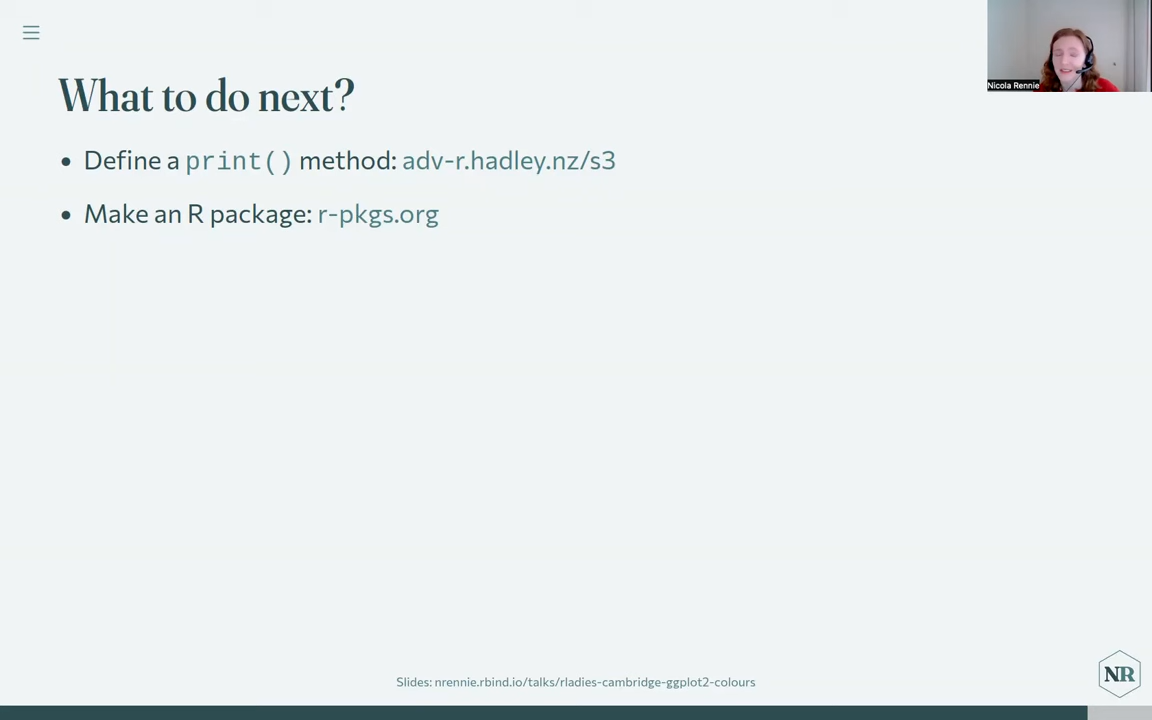 Nicola Rennie
What to do next?
• Define a print() method: adv-r.hadley.nz/s3
• Make an R package: r-pkgs.org
Slides: nrennie.rbind.io/talks/rladies-cambridge-ggplot2-colours
NR